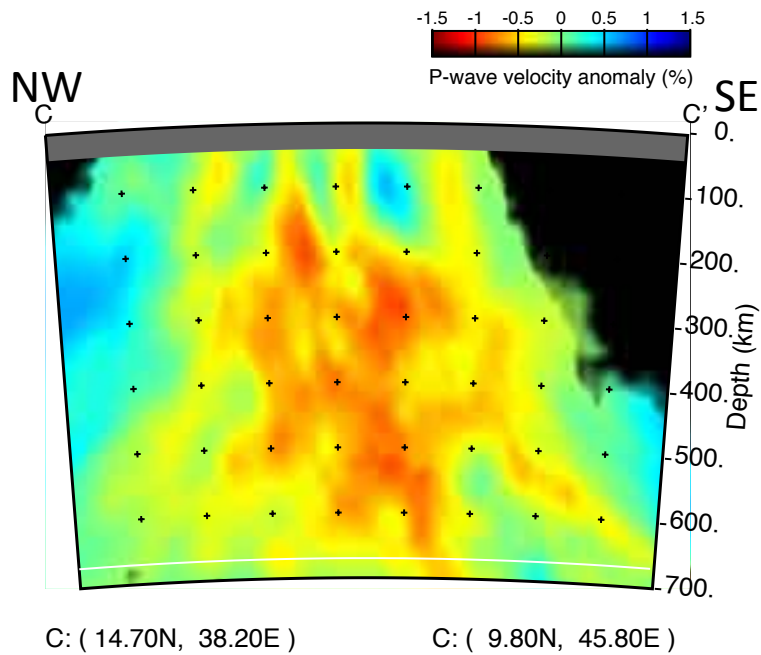 -1.5 -1 -0.5 0 0.5 1 1.5
P-wave velocity anomaly (%)
NW
SE
C
C'
0.
-100.
-200.
-300.
-400.
-500.
-600.
-700.
Depth (km)
C: ( 14.70N, 38.20E )
C: ( 9.80N, 45.80E )